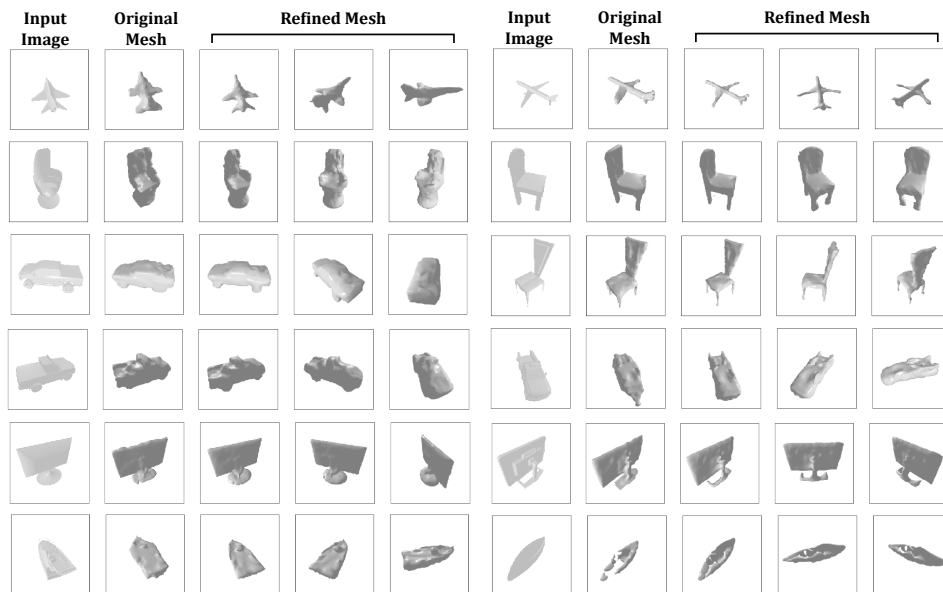 Input
Image
Original
Mesh
Refined Mesh
Input
Image
Original
Mesh
Refined Mesh